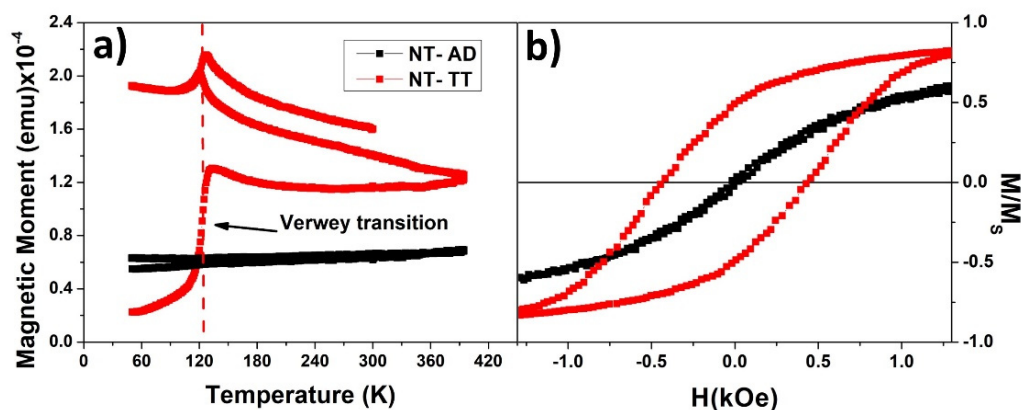 a)
b)
NT- AD
NT- TT
Verwey transition
Magnetic Moment (emu)x10-4
2.4
2.0
1.6
1.2
0.8
0.4
0.0
0 60 120 180 240 300 360 420
Temperature (K)
1.0
0.5
0.0
-0.5
-1.0
M/Ms
-1.0 -0.5 0.0 0.5 1.0
H(kOe)